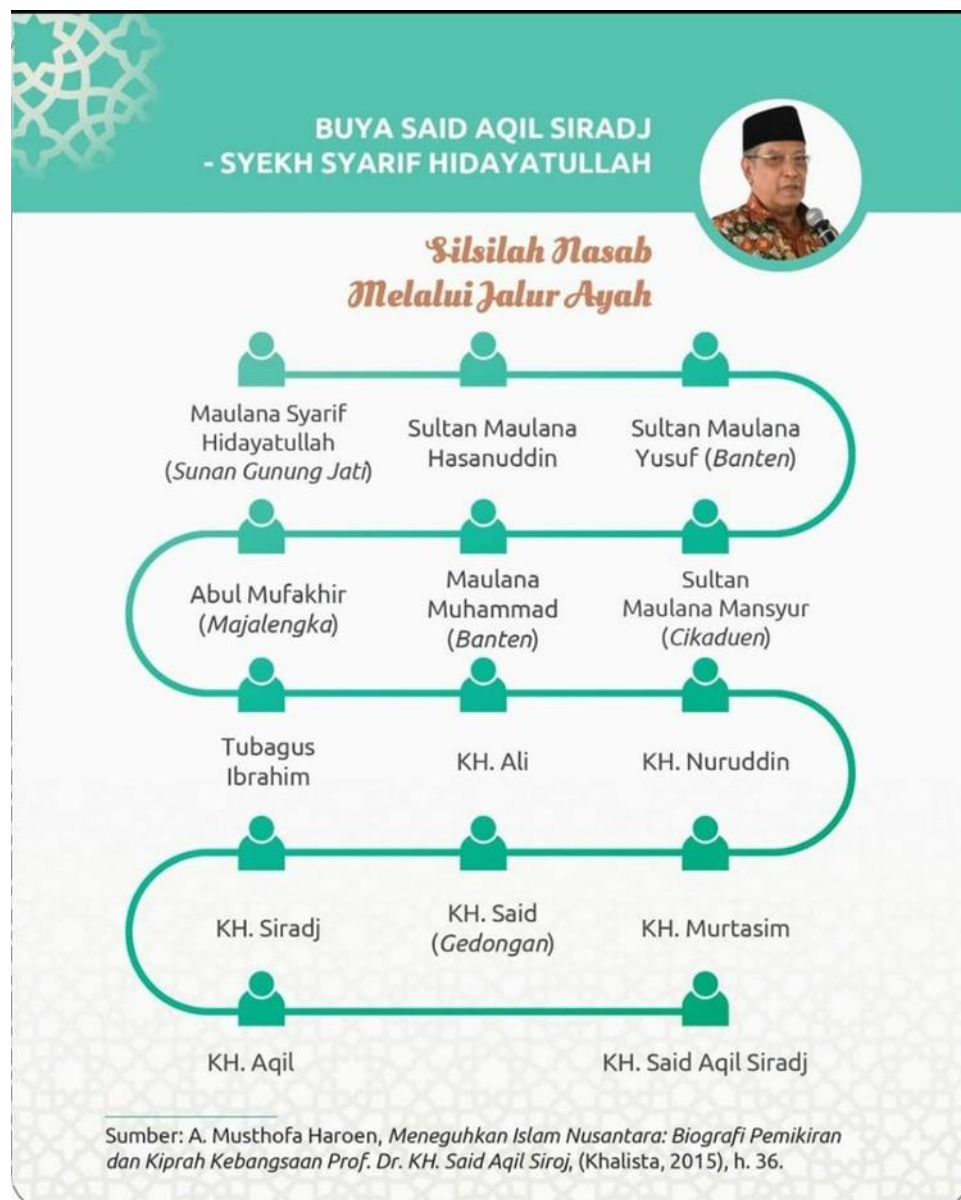 BUYA SAID AQIL SIRADJ
- SYEKH SYARIF HIDAYATULLAH
Silsilah Nasab
Melalui Jalur Ayah
Maulana Syarif
Hidayatullah
(Sunan Gunung Jati)
Sultan Maulana
Hasanuddin
Sultan Maulana
Yusuf (Banten)
Abul Mufakhir
(Majalengka)
Maulana
Muhammad
(Banten)
Sultan
Maulana Mansyur
(Cikaduen)
Tubagus
Ibrahim
KH. Ali
KH. Nuruddin
KH. Siradj
KH. Said
(Gedongan)
KH. Murtasim
KH. Aqil
KH. Said Aqil Siradj
Sumber: A. Musthofa Haroen, Meneguhkan Islam Nusantara: Biografi Pemikiran
dan Kiprah Kebangsaan Prof. Dr. KH. Said Aqil Siroj, (Khalista, 2015), h. 36.